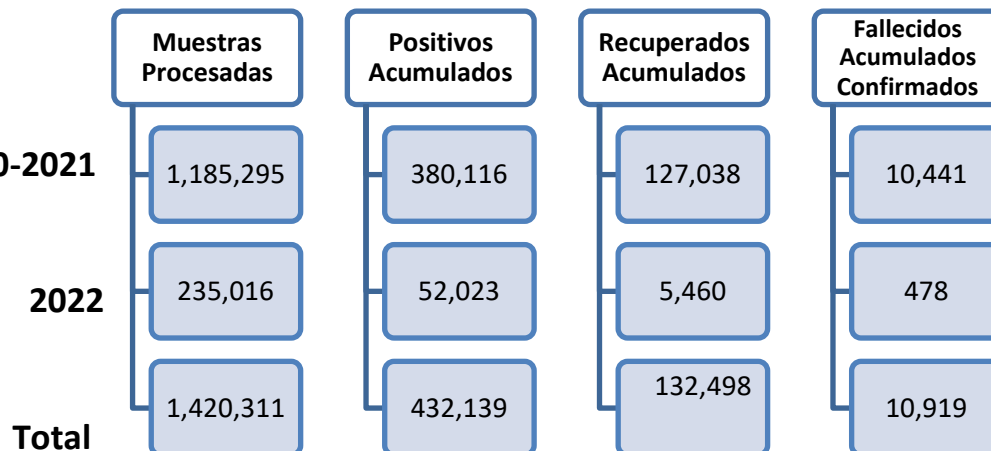 Muestras
Procesadas
Positivos
Acumulados
Recuperados
Acumulados
Fallecidos
Acumulados
Confirmados
0-2021
1,185,295
380,116
127,038
10,441
2022
235,016
52,023
5,460
478
Total
1,420,311
432,139
132,498
10,919